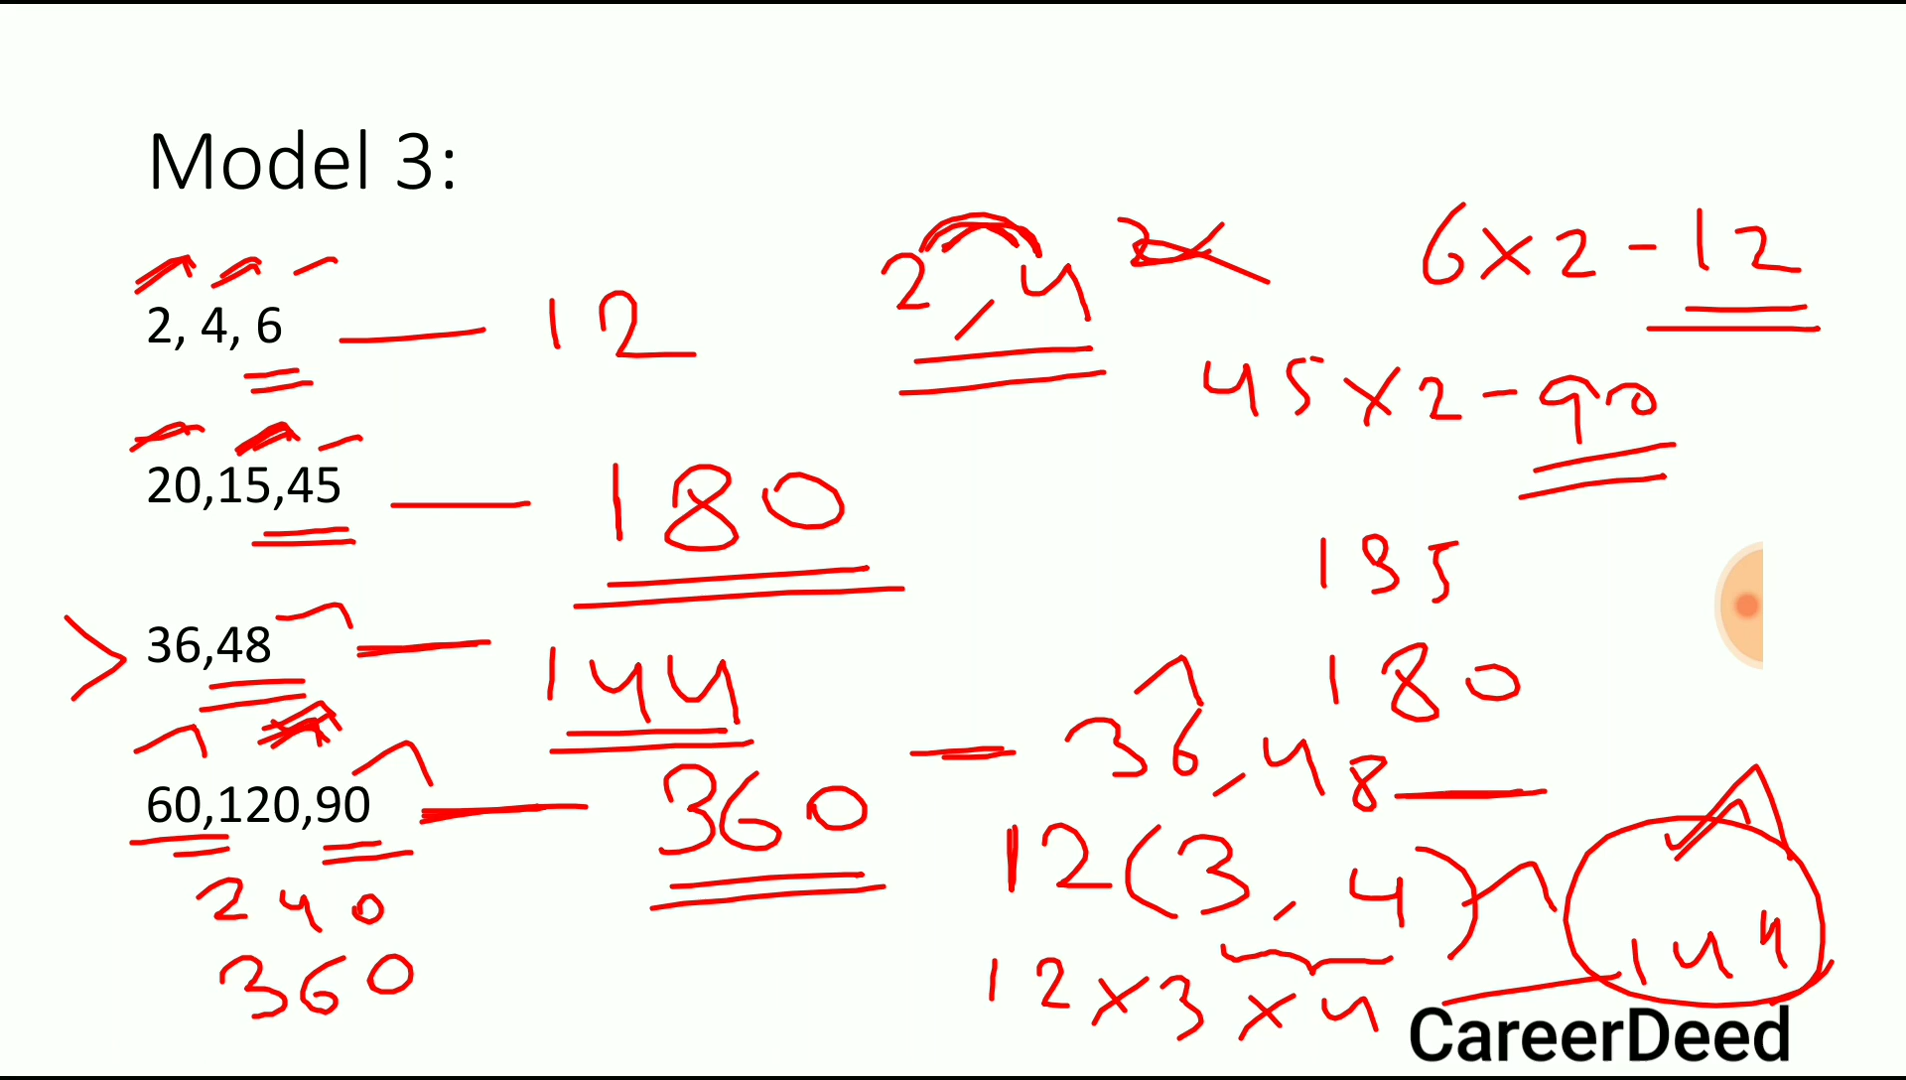 Model 3:
2, 4, 6 — 12
2, 4
6x2-12
45x2-90
20,15,45 — 180
135
180
36,48 — 144
- 36,48 —
60,120,90 — 360
12(3,4)
144
240
360
12x3x4
CareerDeed